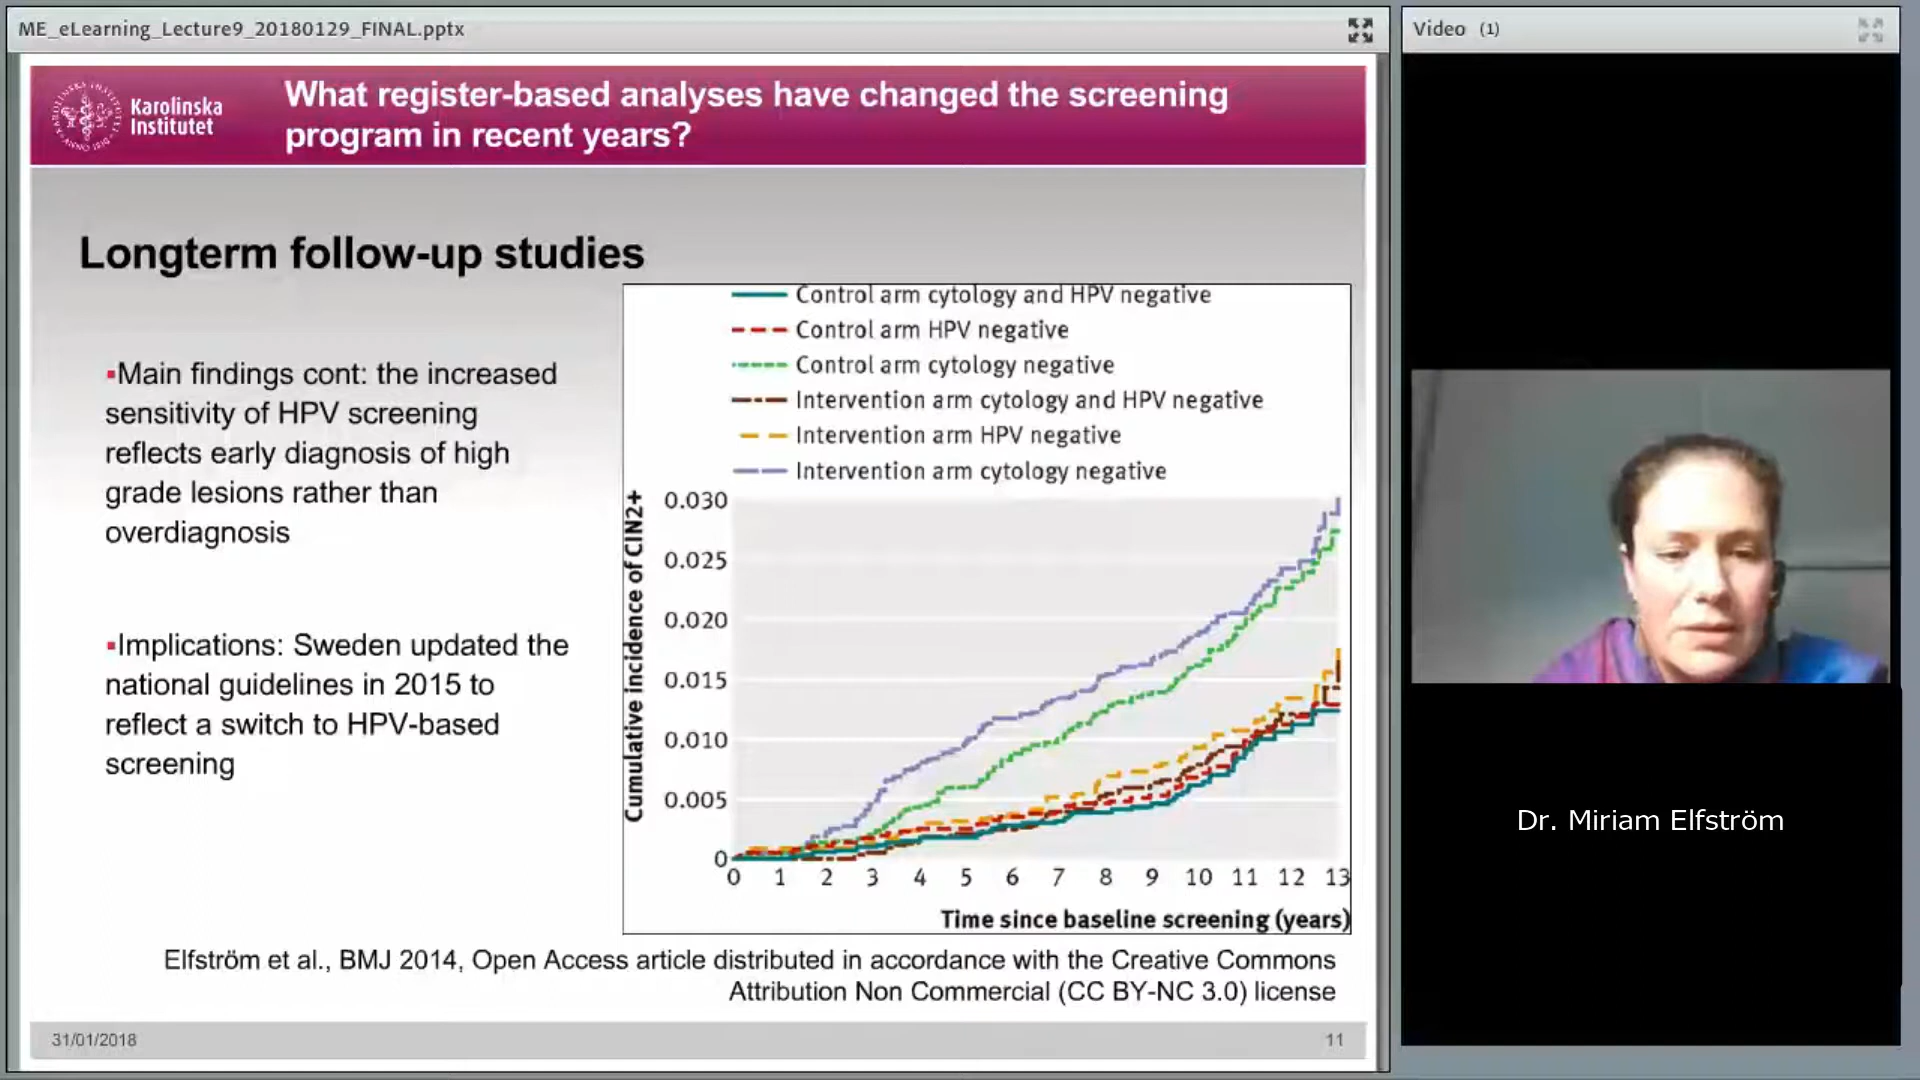 ME_eLearning_Lecture9_20180129_FINAL.pptx
Video (1)
Karolinska
Institutet
What register-based analyses have changed the screening
program in recent years?
Longterm follow-up studies
▪Main findings cont: the increased
sensitivity of HPV screening
reflects early diagnosis of high
grade lesions rather than
overdiagnosis
▪Implications: Sweden updated the
national guidelines in 2015 to
reflect a switch to HPV-based
screening
Control arm cytology and HPV negative
Control arm HPV negative
Control arm cytology negative
Intervention arm cytology and HPV negative
Intervention arm HPV negative
Intervention arm cytology negative
Cumulative incidence of CIN2+
0.030
0.025
0.020
0.015
0.010
0.005
0
0 1 2 3 4 5 6 7 8 9 10 11 12 13
Time since baseline screening (years)
Elfström et al., BMJ 2014, Open Access article distributed in accordance with the Creative Commons
Attribution Non Commercial (CC BY-NC 3.0) license
31/01/2018
11
Dr. Miriam Elfström